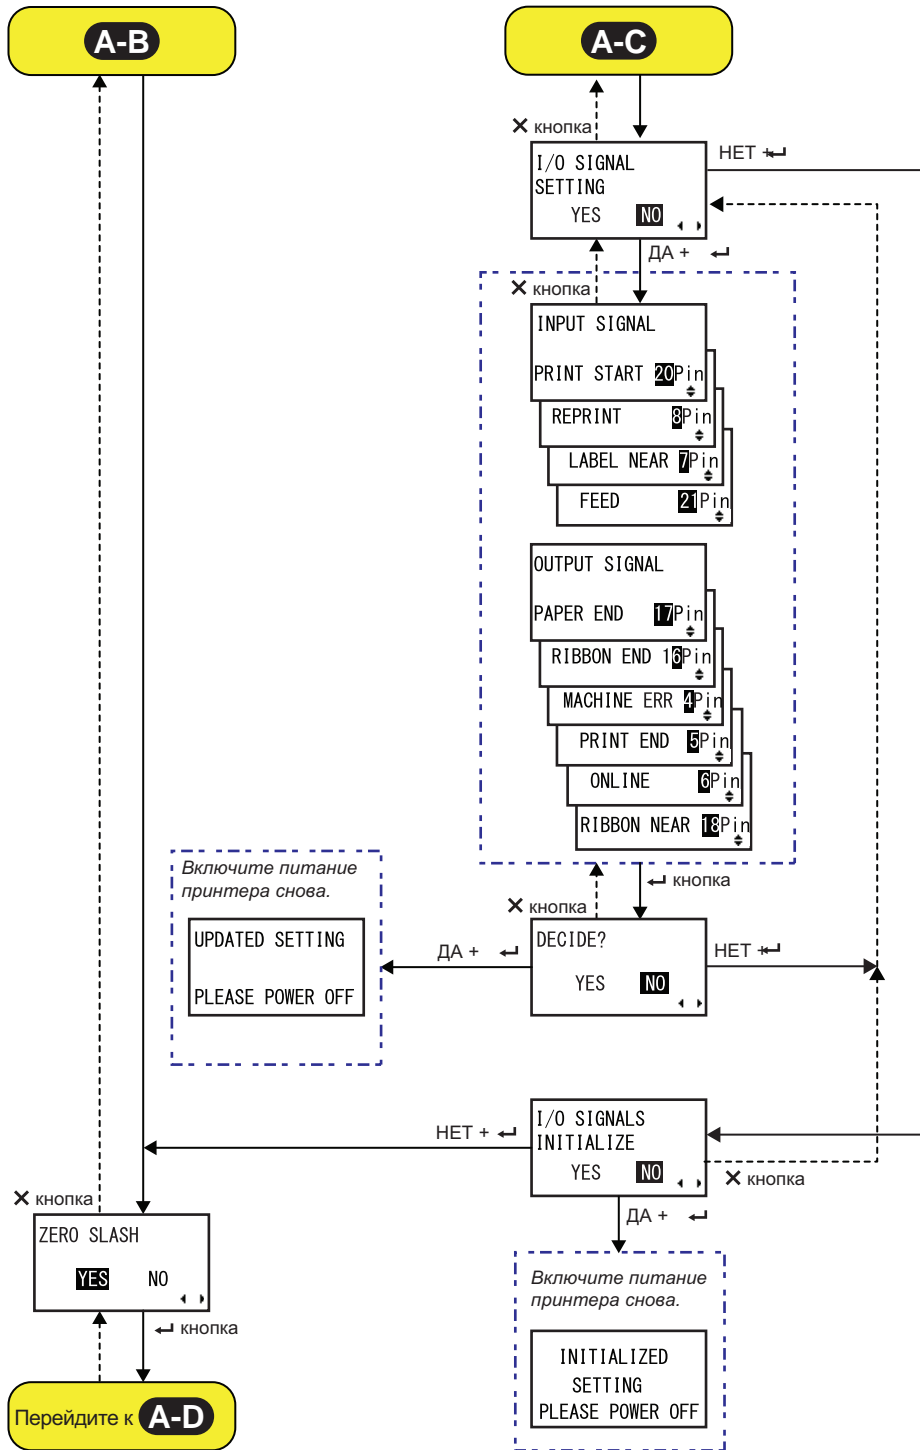 A-B
A-C
✕ кнопка
НЕТ + ↵
I/O SIGNAL
SETTING
YES NO
ДА + ↵
✕ кнопка
INPUT SIGNAL
PRINT START 20Pin
REPRINT 8Pin
LABEL NEAR 7Pin
FEED 21Pin
OUTPUT SIGNAL
PAPER END 17Pin
RIBBON END 16Pin
MACHINE ERR 4Pin
PRINT END 5Pin
ONLINE 6Pin
RIBBON NEAR 18Pin
↵ кнопка
✕ кнопка
Включите питание
принтера снова.
UPDATED SETTING
PLEASE POWER OFF
ДА + ↵
DECIDE?
YES NO
НЕТ + ↵
НЕТ + ↵
I/O SIGNALS
INITIALIZE
YES NO
✕ кнопка
ДА + ↵
✕ кнопка
ZERO SLASH
YES NO
↵ кнопка
Включите питание
принтера снова.
INITIALIZED
SETTING
PLEASE POWER OFF
Перейдите к A-D